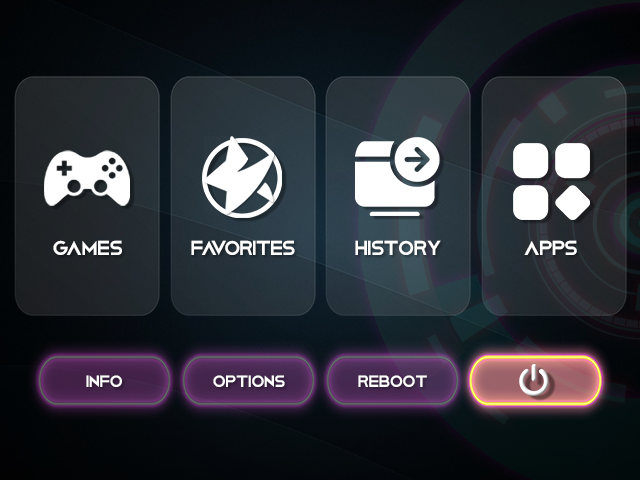 GAMES
FAVORITES
HISTORY
APPS
INFO
OPTIONS
REBOOT